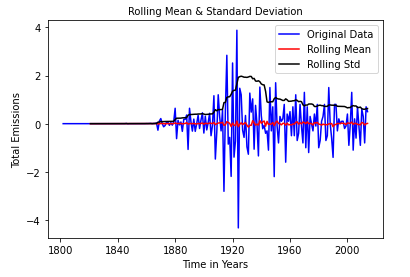 Rolling Mean & Standard Deviation
Original Data
Rolling Mean
Rolling Std
4
2
0
−2
−4
Total Emissions
1800 1840 1880 1920 1960 2000
Time in Years